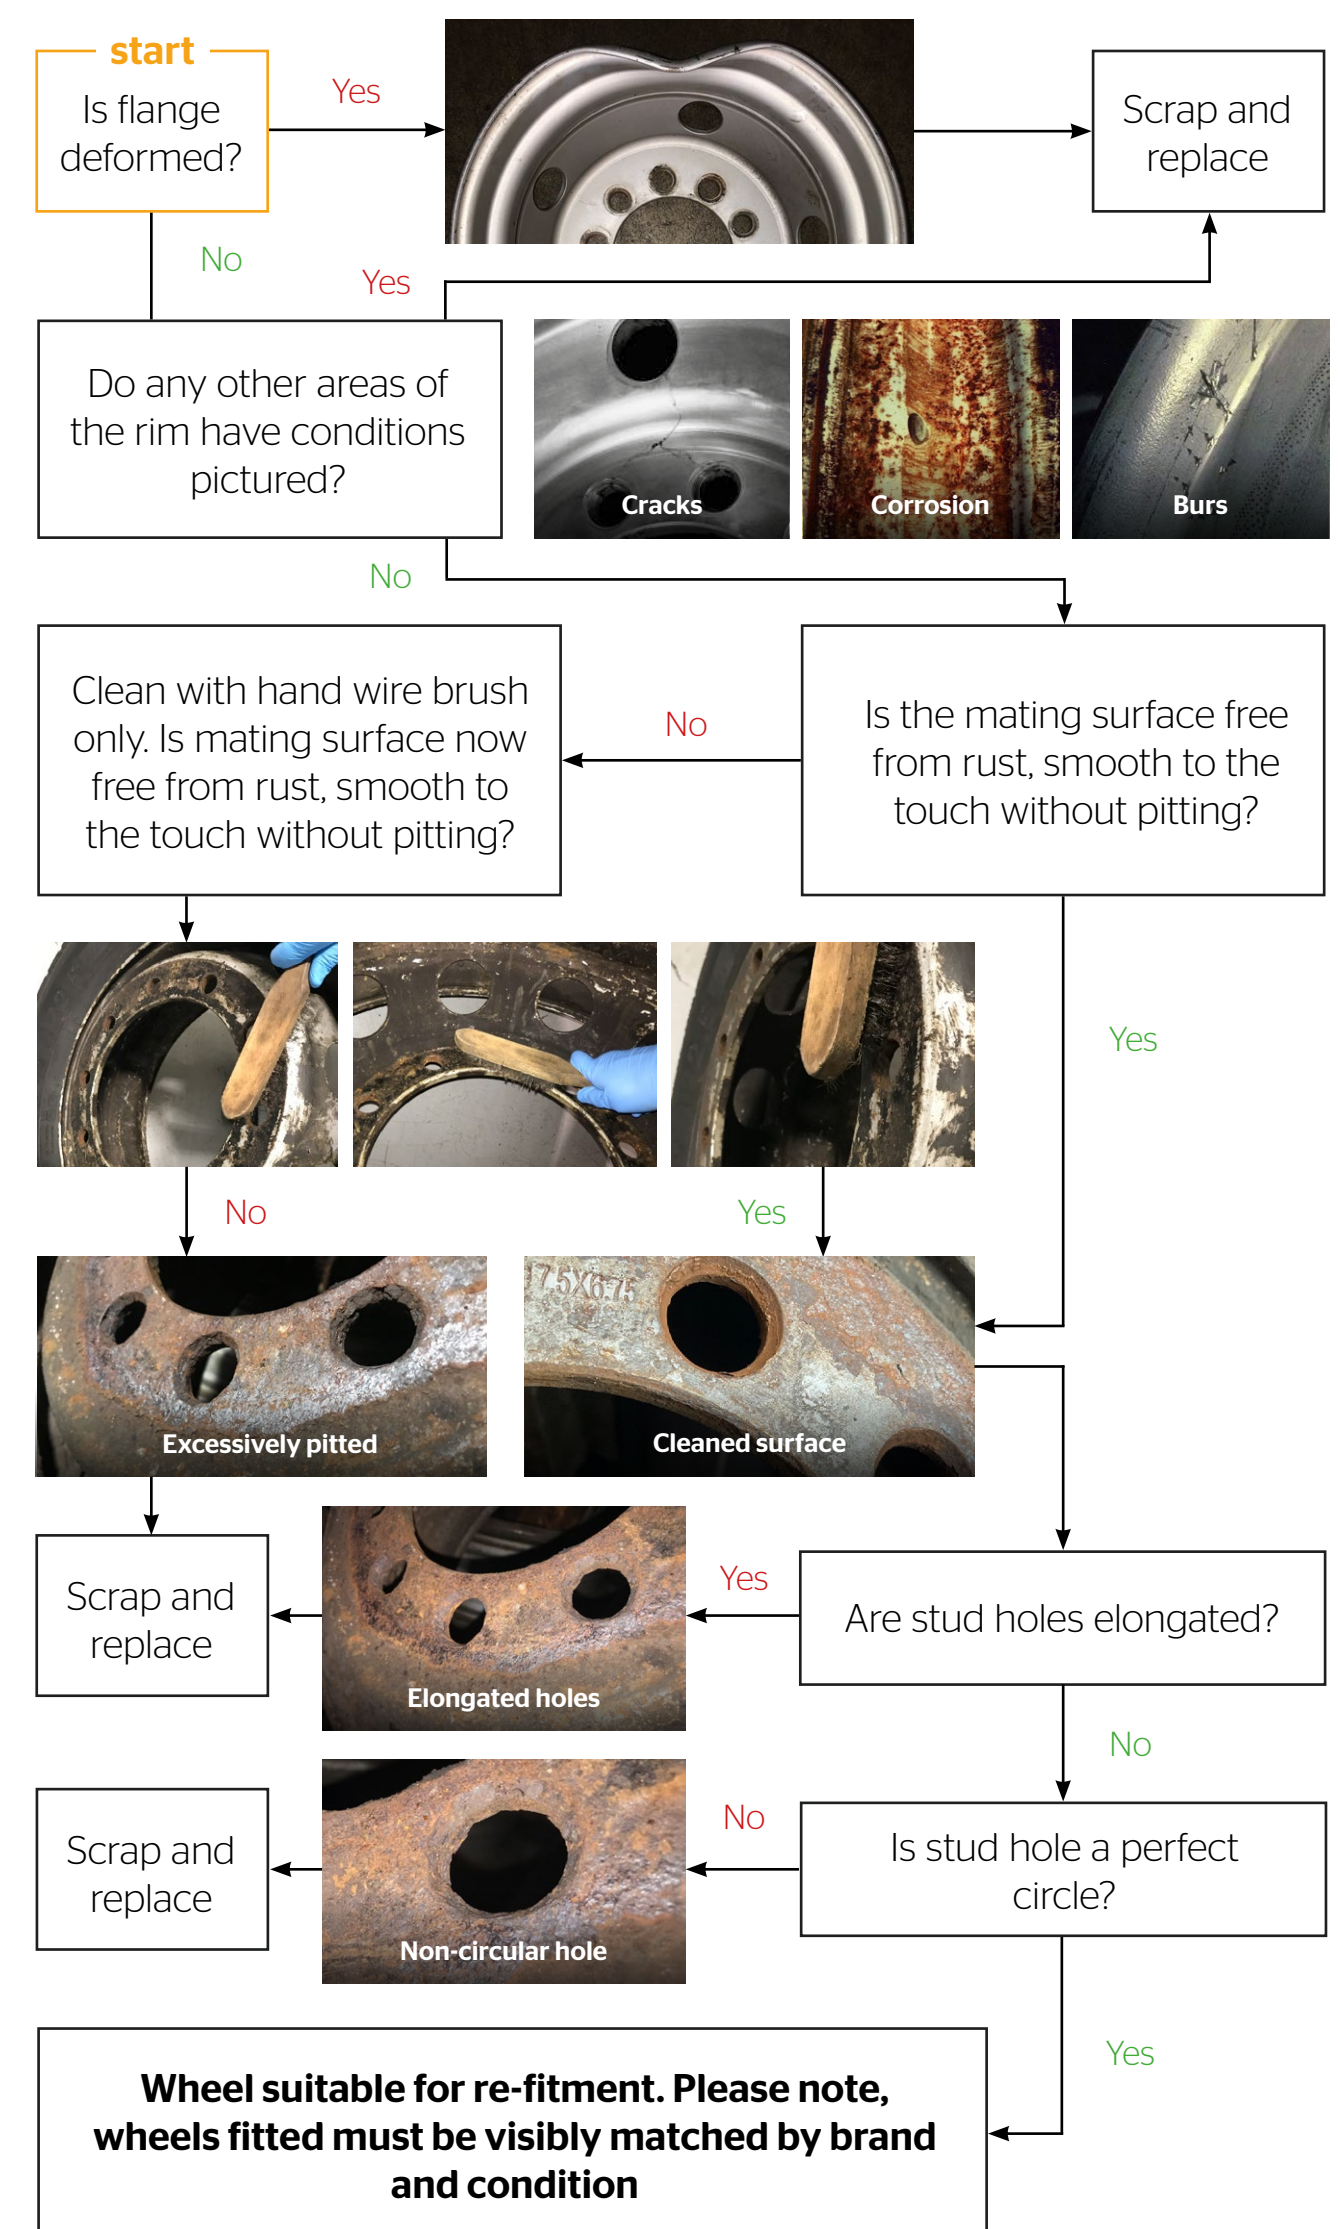 start
Is flange
deformed?
Yes
Scrap and
replace
No
Yes
Do any other areas of
the rim have conditions
pictured?
Cracks
Corrosion
Burs
No
Clean with hand wire brush
only. Is mating surface now
free from rust, smooth to
the touch without pitting?
No
Is the mating surface free
from rust, smooth to the
touch without pitting?
Yes
No
Yes
17.5X6.75
Excessively pitted
Cleaned surface
Scrap and
replace
Elongated holes
Yes
Are stud holes elongated?
No
Scrap and
replace
Non-circular hole
No
Is stud hole a perfect
circle?
Yes
Wheel suitable for re-fitment. Please note,
wheels fitted must be visibly matched by brand
and condition